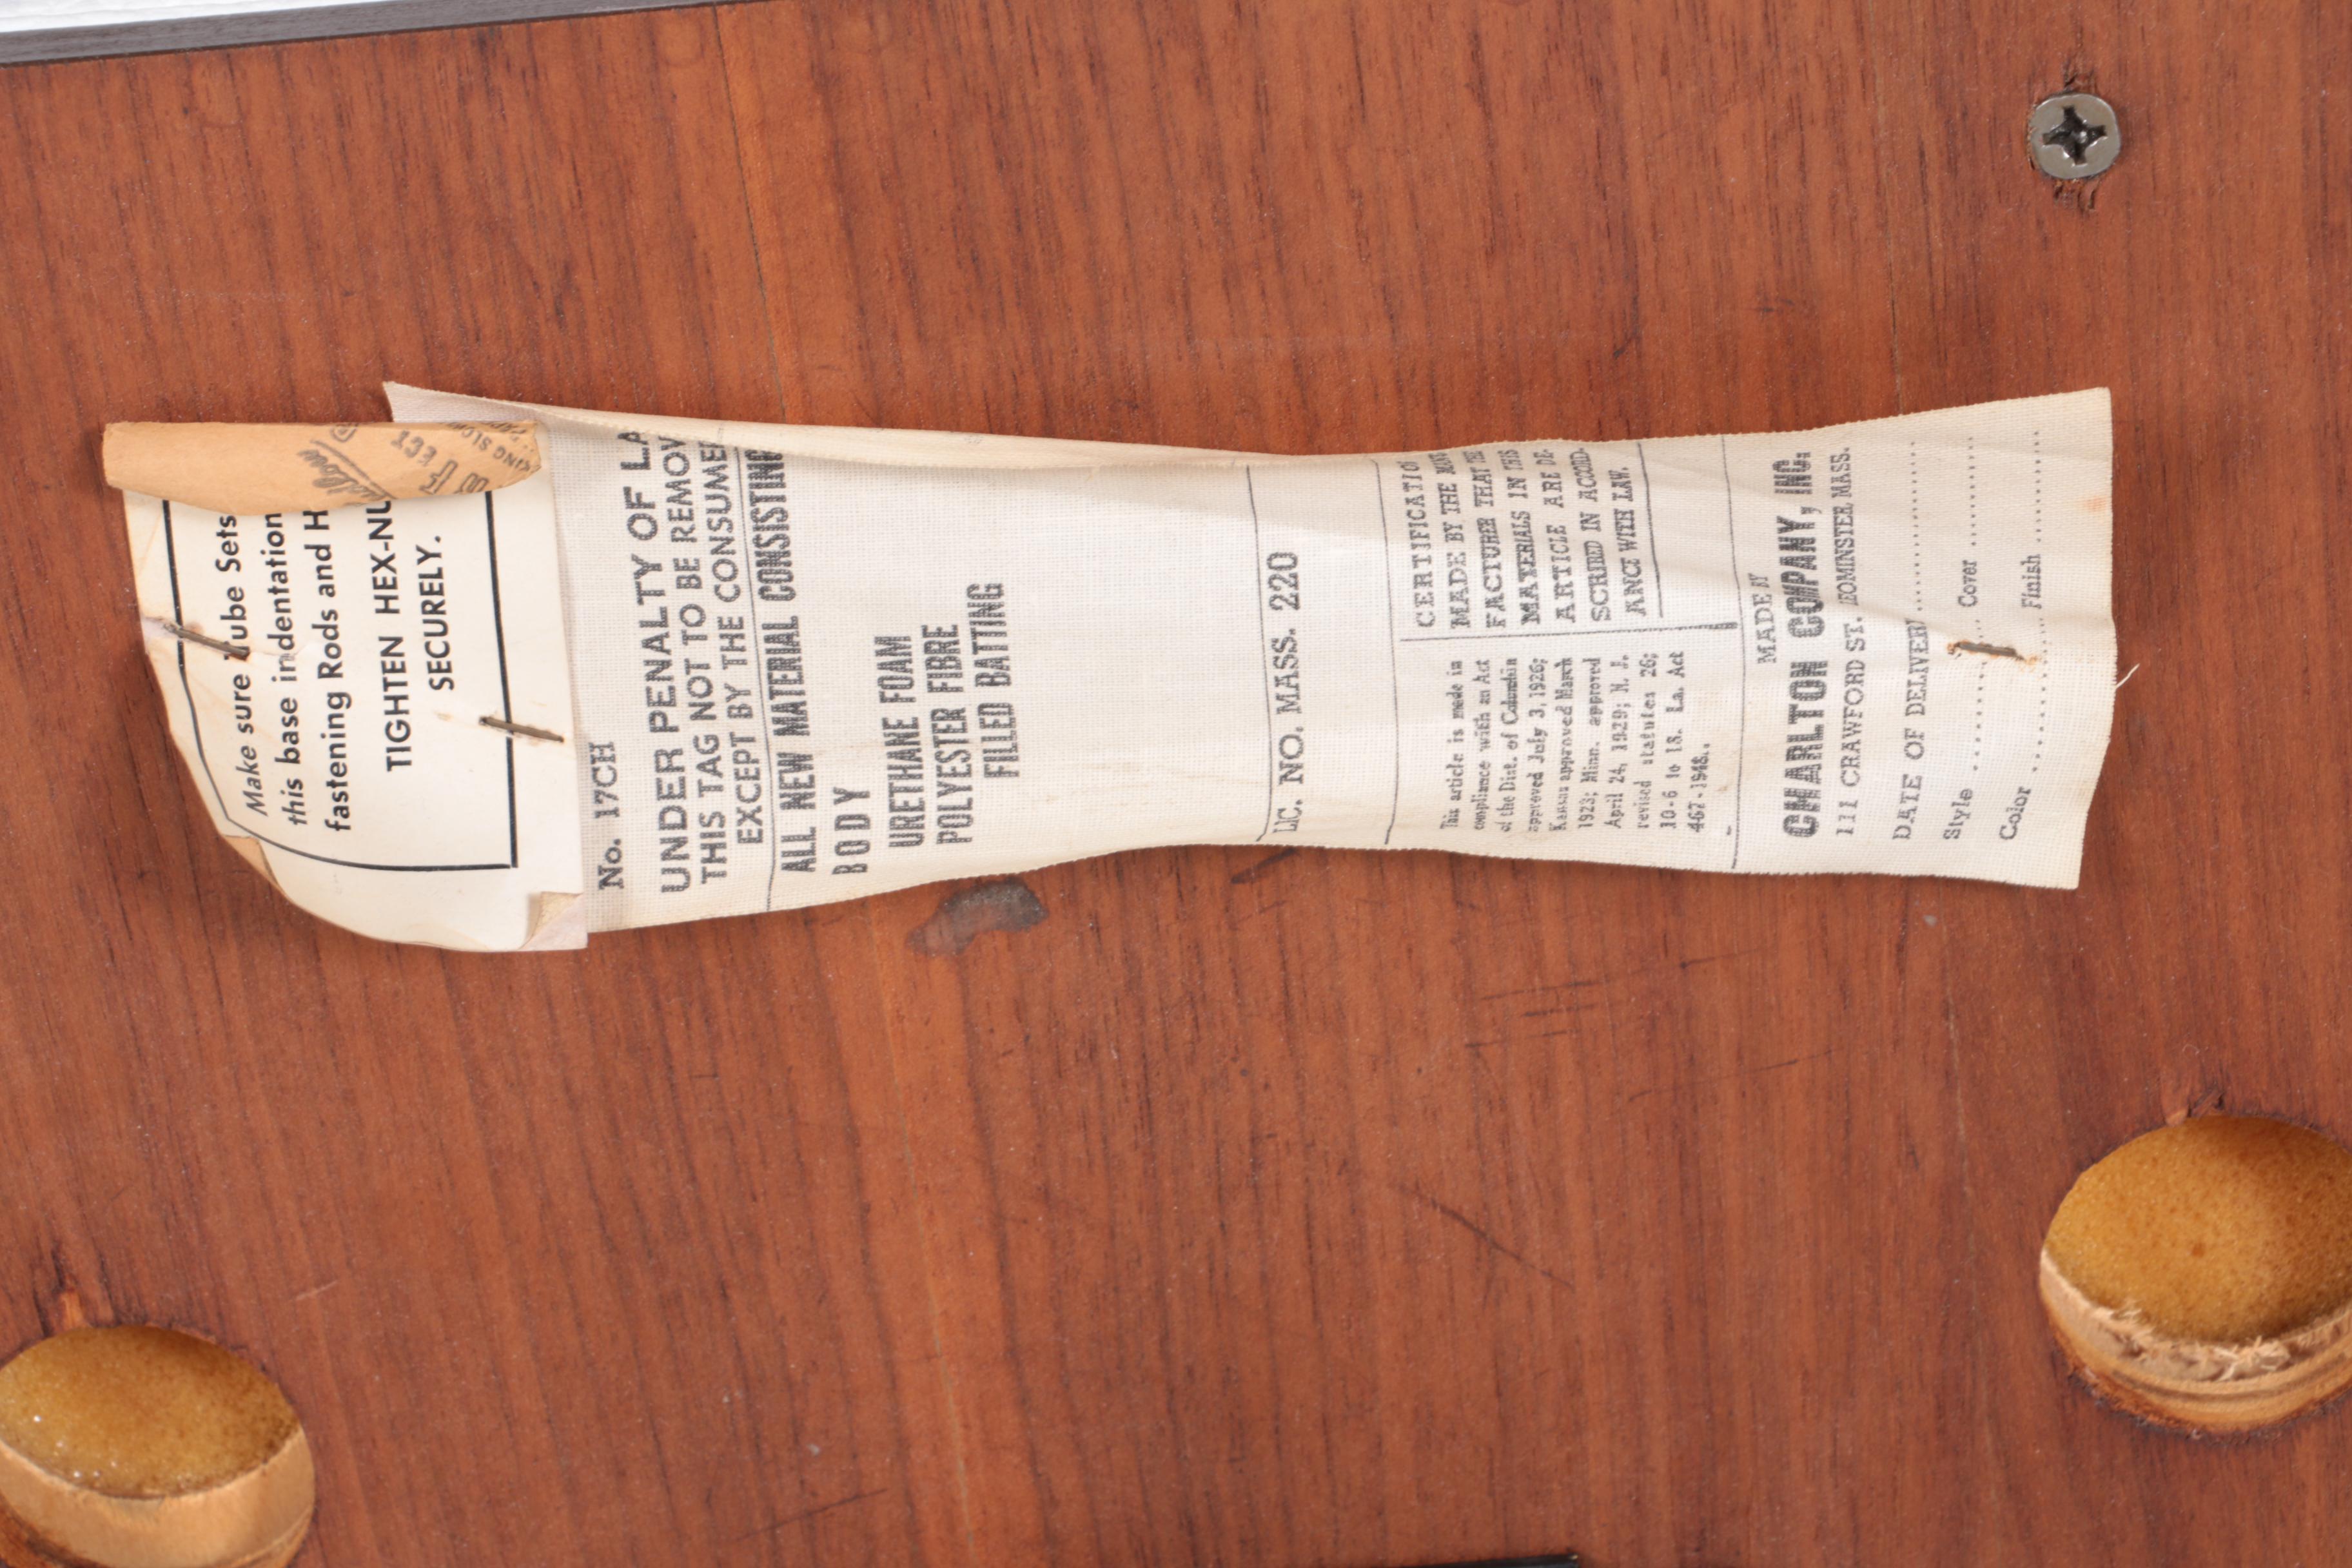 Make sure Tube Sets
this base indentation
fastening Rods and H
TIGHTEN HEX-NU
SECURELY.
ECT
KING SLO
No. 17CH
UNDER PENALTY OF LA
THIS TAG NOT TO BE REMOV
EXCEPT BY THE CONSUMER
ALL NEW MATERIAL CONSISTING
BODY
URETHANE FOAM
POLYESTER FIBRE
FILLED BATTING
LIC. NO. MASS. 220
CERTIFICATIO
MADE BY THE MANU
FACTURER THAT THE
MATERIALS IN THIS
ARTICLE ARE DE-
SCRIBED IN ACCORD-
ANCE WITH LAW.
This article is made in
compliance with an Act
of the Dist. of Columbia
approved July 3, 1926;
Kansas approved March
1923; Minn. approved
April 24, 1929; N. J.
revised statutes 26;
10-6 to 18. La. Act
467-1948.
MADE BY
CHARLTON COMPANY, INC.
111 CRAWFORD ST. LEOMINSTER MASS.
DATE OF DELIVERY
Style Cover
Color Finish